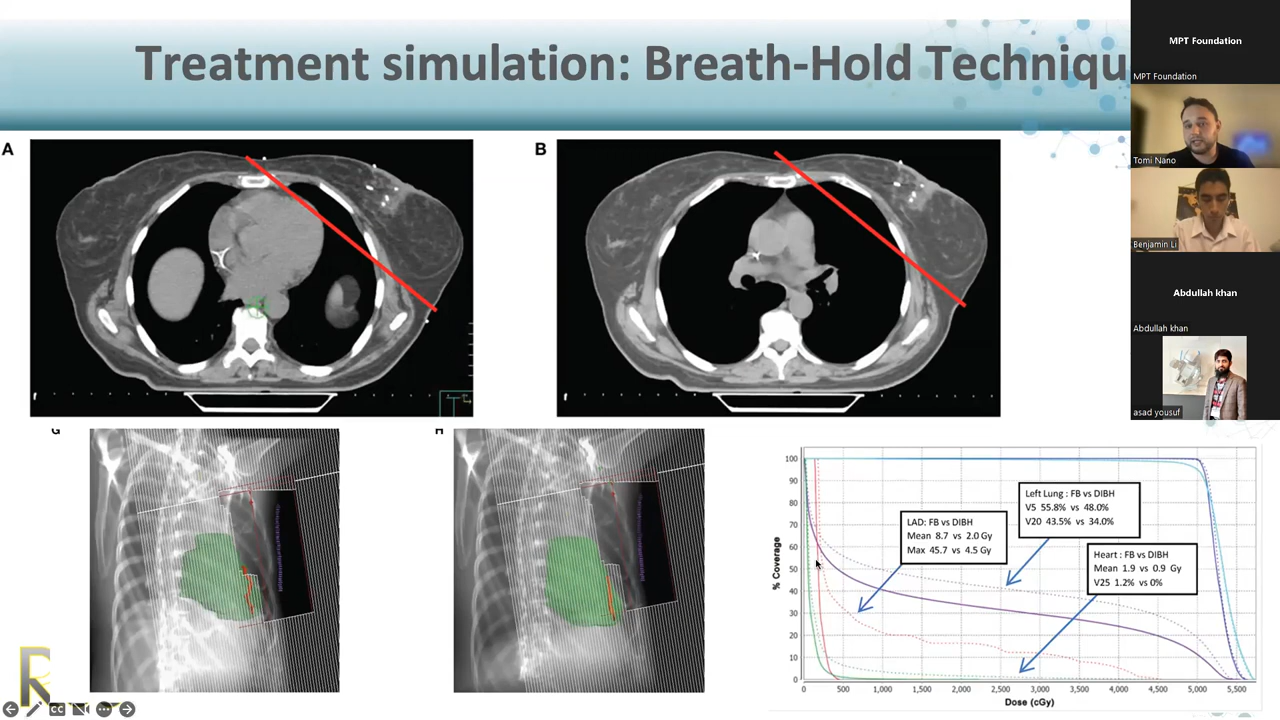 Treatment simulation: Breath-Hold Techniqu
MPT Foundation
MPT Foundation
Tomi Nano
Benjamin Li
Abdullah khan
Abdullah khan
asad yousuf
A
B
G
H
100
90
80
70
60
50
40
30
20
10
0
% Coverage
LAD: FB vs DIBH
Mean 8.7 vs 2.0 Gy
Max 45.7 vs 4.5 Gy
Left Lung : FB vs DIBH
V5 55.8% vs 48.0%
V20 43.5% vs 34.0%
Heart : FB vs DIBH
Mean 1.9 vs 0.9 Gy
V25 1.2% vs 0%
0 500 1,000 1,500 2,000 2,500 3,000 3,500 4,000 4,500 5,000 5,500
Dose (cGy)
R
CC